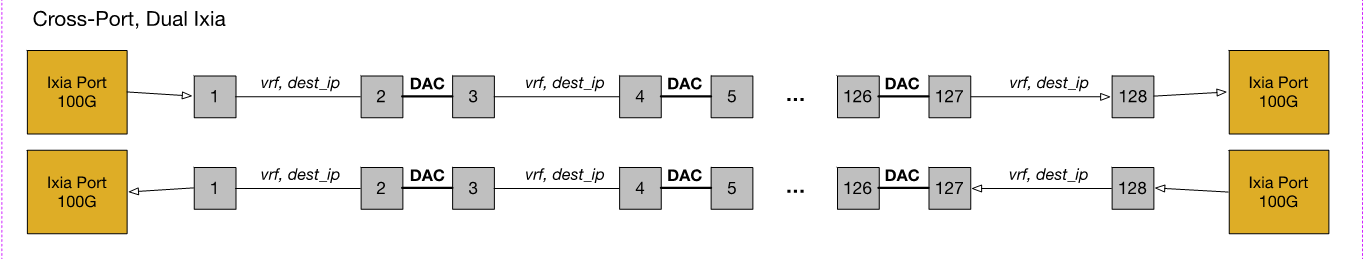 Cross-Port, Dual Ixia
Ixia Port
100G
1
vrf, dest_ip
2
DAC
3
vrf, dest_ip
4
DAC
5
...
126
DAC
127
vrf, dest_ip
128
Ixia Port
100G
Ixia Port
100G
1
vrf, dest_ip
2
DAC
3
vrf, dest_ip
4
DAC
5
...
126
DAC
127
vrf, dest_ip
128
Ixia Port
100G